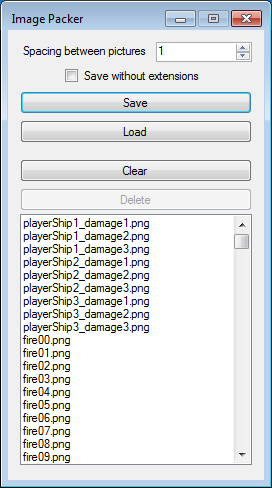 Image Packer
Spacing between pictures 1
Save without extensions
Save
Load
Clear
Delete
playerShip1_damage1.png
playerShip1_damage2.png
playerShip1_damage3.png
playerShip2_damage1.png
playerShip2_damage2.png
playerShip2_damage3.png
playerShip3_damage1.png
playerShip3_damage2.png
playerShip3_damage3.png
fire00.png
fire01.png
fire02.png
fire03.png
fire04.png
fire05.png
fire06.png
fire07.png
fire08.png
fire09.png